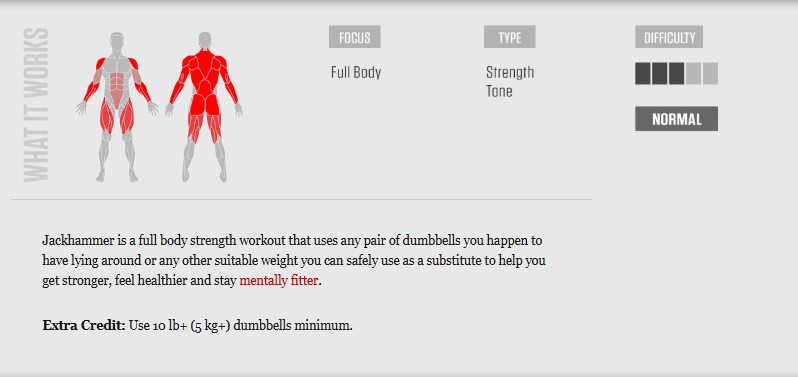 WHAT IT WORKS
FOCUS
Full Body
TYPE
Strength
Tone
DIFFICULTY
NORMAL
Jackhammer is a full body strength workout that uses any pair of dumbbells you happen to
have lying around or any other suitable weight you can safely use as a substitute to help you
get stronger, feel healthier and stay mentally fitter.
Extra Credit: Use 10 lb+ (5 kg+) dumbbells minimum.